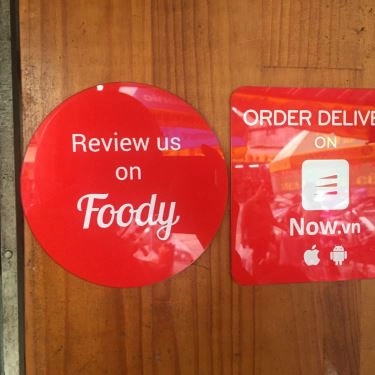 Review us
on
Foody
ORDER DELIVE
ON
Now.vn